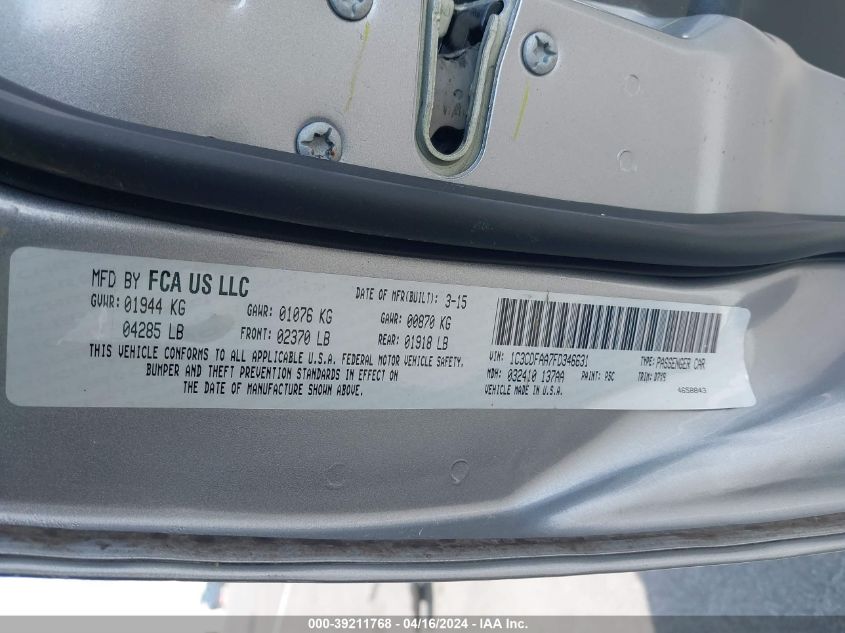 MFD BY FCA US LLC
DATE OF MFR(BUILT): 3-15
GVWR: 01944 KG
GAWR: 01076 KG
GAWR: 00870 KG
04285 LB
FRONT: 02370 LB
REAR: 01918 LB
THIS VEHICLE CONFORMS TO ALL APPLICABLE U.S.A. FEDERAL MOTOR VEHICLE SAFETY,
BUMPER AND THEFT PREVENTION STANDARDS IN EFFECT ON
THE DATE OF MANUFACTURE SHOWN ABOVE.
VIN: 1C3CDFAA7FD346631
TYPE: PASSENGER CAR
MDH: 032410 137AA
PAINT: PSC
TRIM: D7X9
VEHICLE MADE IN U.S.A.
4658843
000-39211768 - 04/16/2024 - IAA Inc.